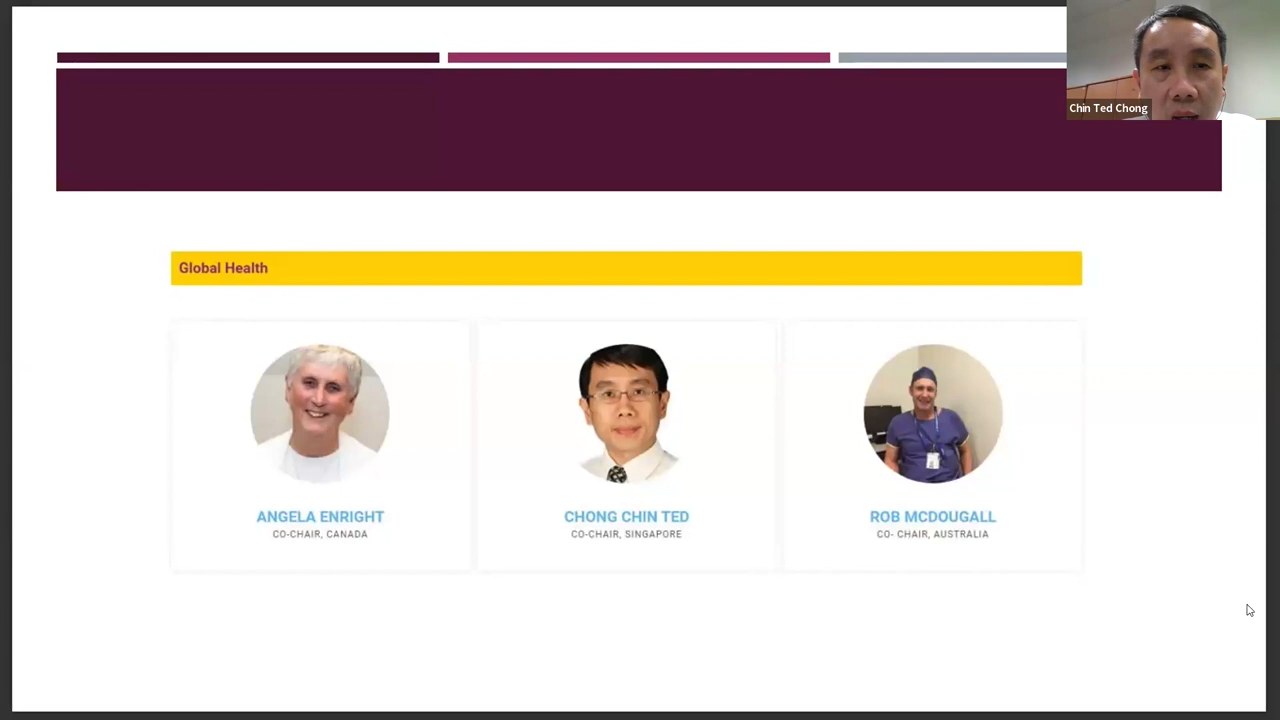 Chin Ted Chong
Global Health
ANGELA ENRIGHT
CO-CHAIR, CANADA
CHONG CHIN TED
CO-CHAIR, SINGAPORE
ROB MCDOUGALL
CO- CHAIR, AUSTRALIA